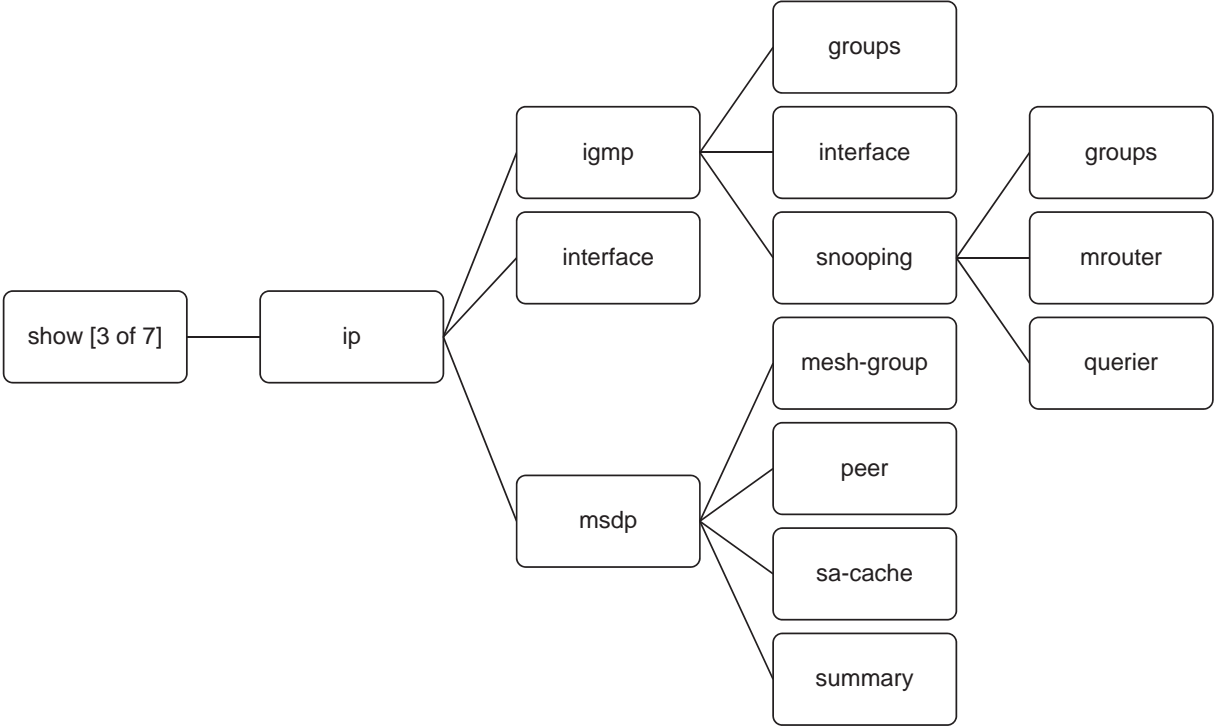 show [3 of 7]
ip
igmp
groups
interface
snooping
groups
mrouter
querier
interface
msdp
mesh-group
peer
sa-cache
summary